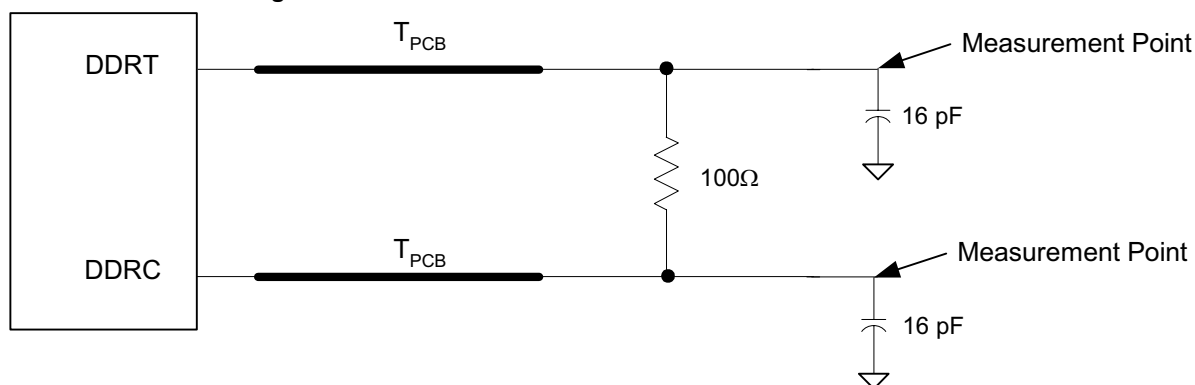 DDRT
T_PCB
Measurement Point
16 pF
100Ω
DDRC
T_PCB
Measurement Point
16 pF